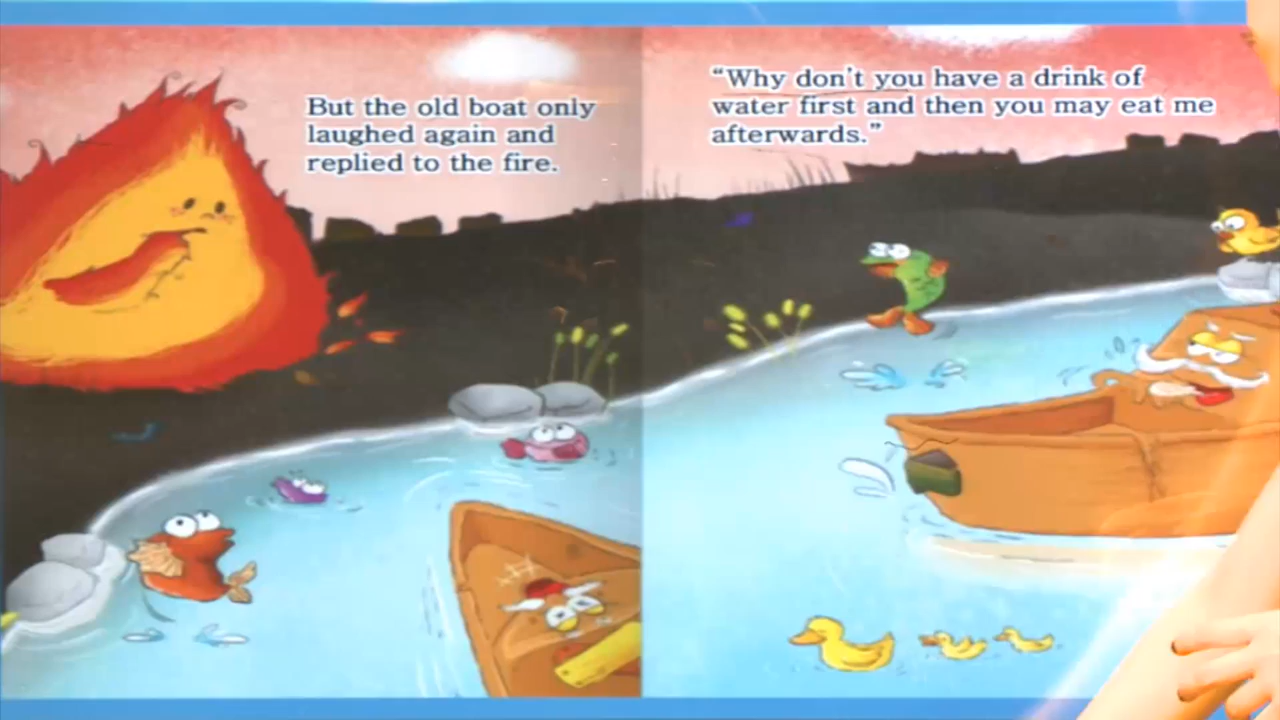 But the old boat only
laughed again and
replied to the fire.
“Why don't you have a drink of
water first and then you may eat me
afterwards.”